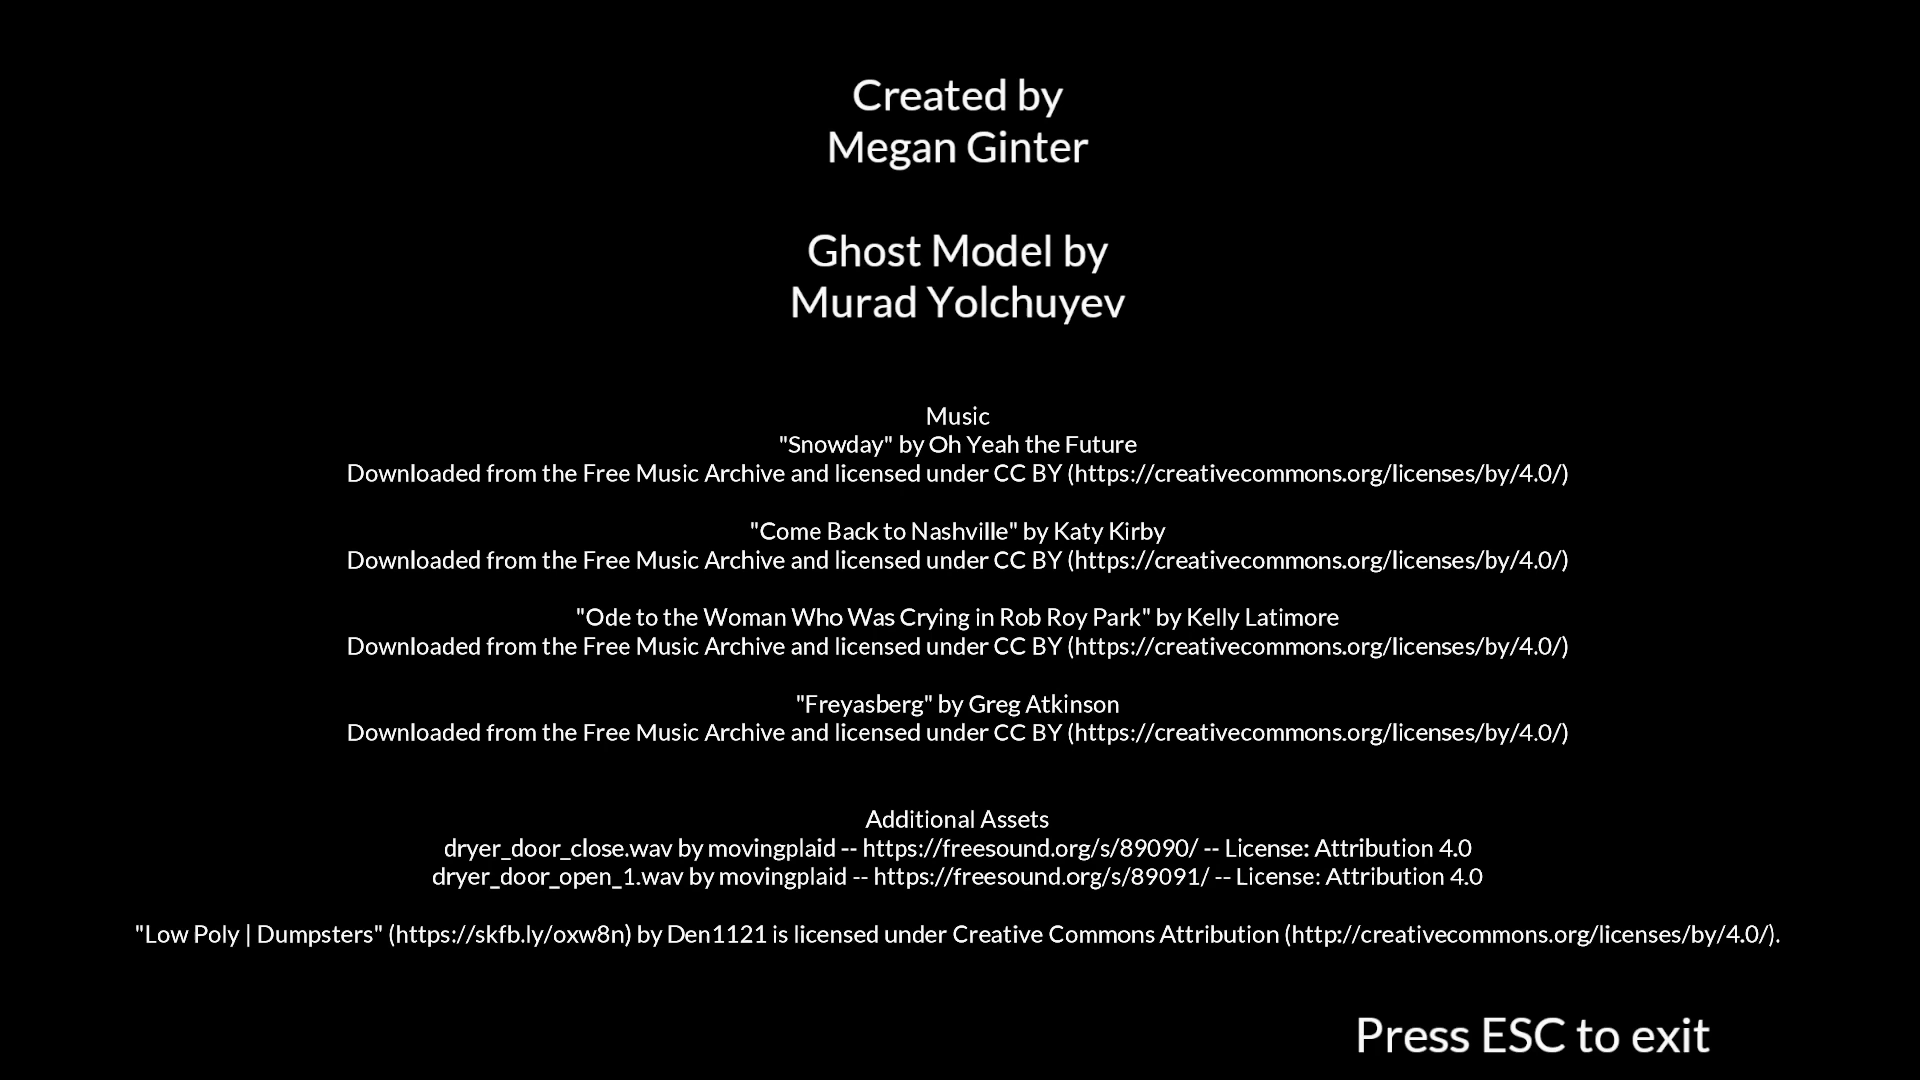 Created by
Megan Ginter
Ghost Model by
Murad Yolchuyev
Music
"Snowday" by Oh Yeah the Future
Downloaded from the Free Music Archive and licensed under CC BY (https://creativecommons.org/licenses/by/4.0/)
"Come Back to Nashville" by Katy Kirby
Downloaded from the Free Music Archive and licensed under CC BY (https://creativecommons.org/licenses/by/4.0/)
"Ode to the Woman Who Was Crying in Rob Roy Park" by Kelly Latimore
Downloaded from the Free Music Archive and licensed under CC BY (https://creativecommons.org/licenses/by/4.0/)
"Freyasberg" by Greg Atkinson
Downloaded from the Free Music Archive and licensed under CC BY (https://creativecommons.org/licenses/by/4.0/)
Additional Assets
dryer_door_close.wav by movingplaid -- https://freesound.org/s/89090/ -- License: Attribution 4.0
dryer_door_open_1.wav by movingplaid -- https://freesound.org/s/89091/ -- License: Attribution 4.0
"Low Poly | Dumpsters" (https://skfb.ly/oxw8n) by Den1121 is licensed under Creative Commons Attribution (http://creativecommons.org/licenses/by/4.0/).
Press ESC to exit